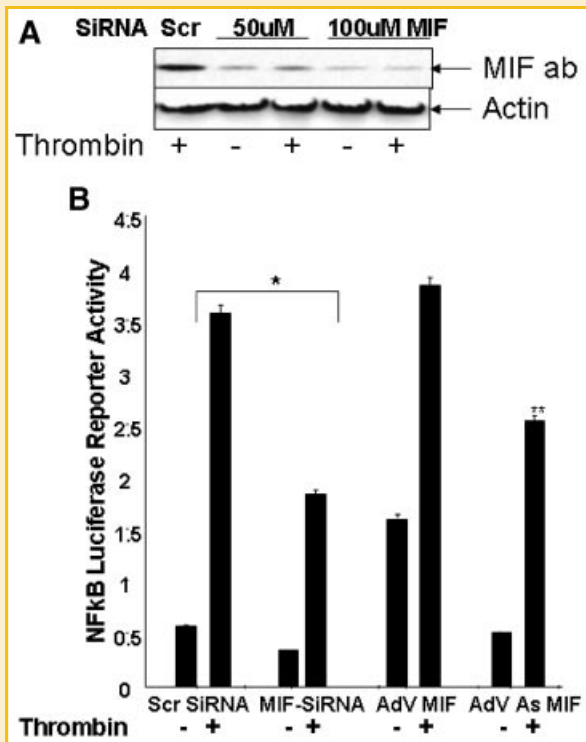 A
SiRNA Scr 50uM 100uM MIF
MIF ab
Actin
Thrombin + - + - +
B
NFkB Luciferase Reporter Activity
4.5
4
3.5
3
2.5
2
1.5
1
0.5
0
*
**
Scr SiRNA MIF-SiRNA AdV MIF AdV As MIF
Thrombin - + - + - + - +